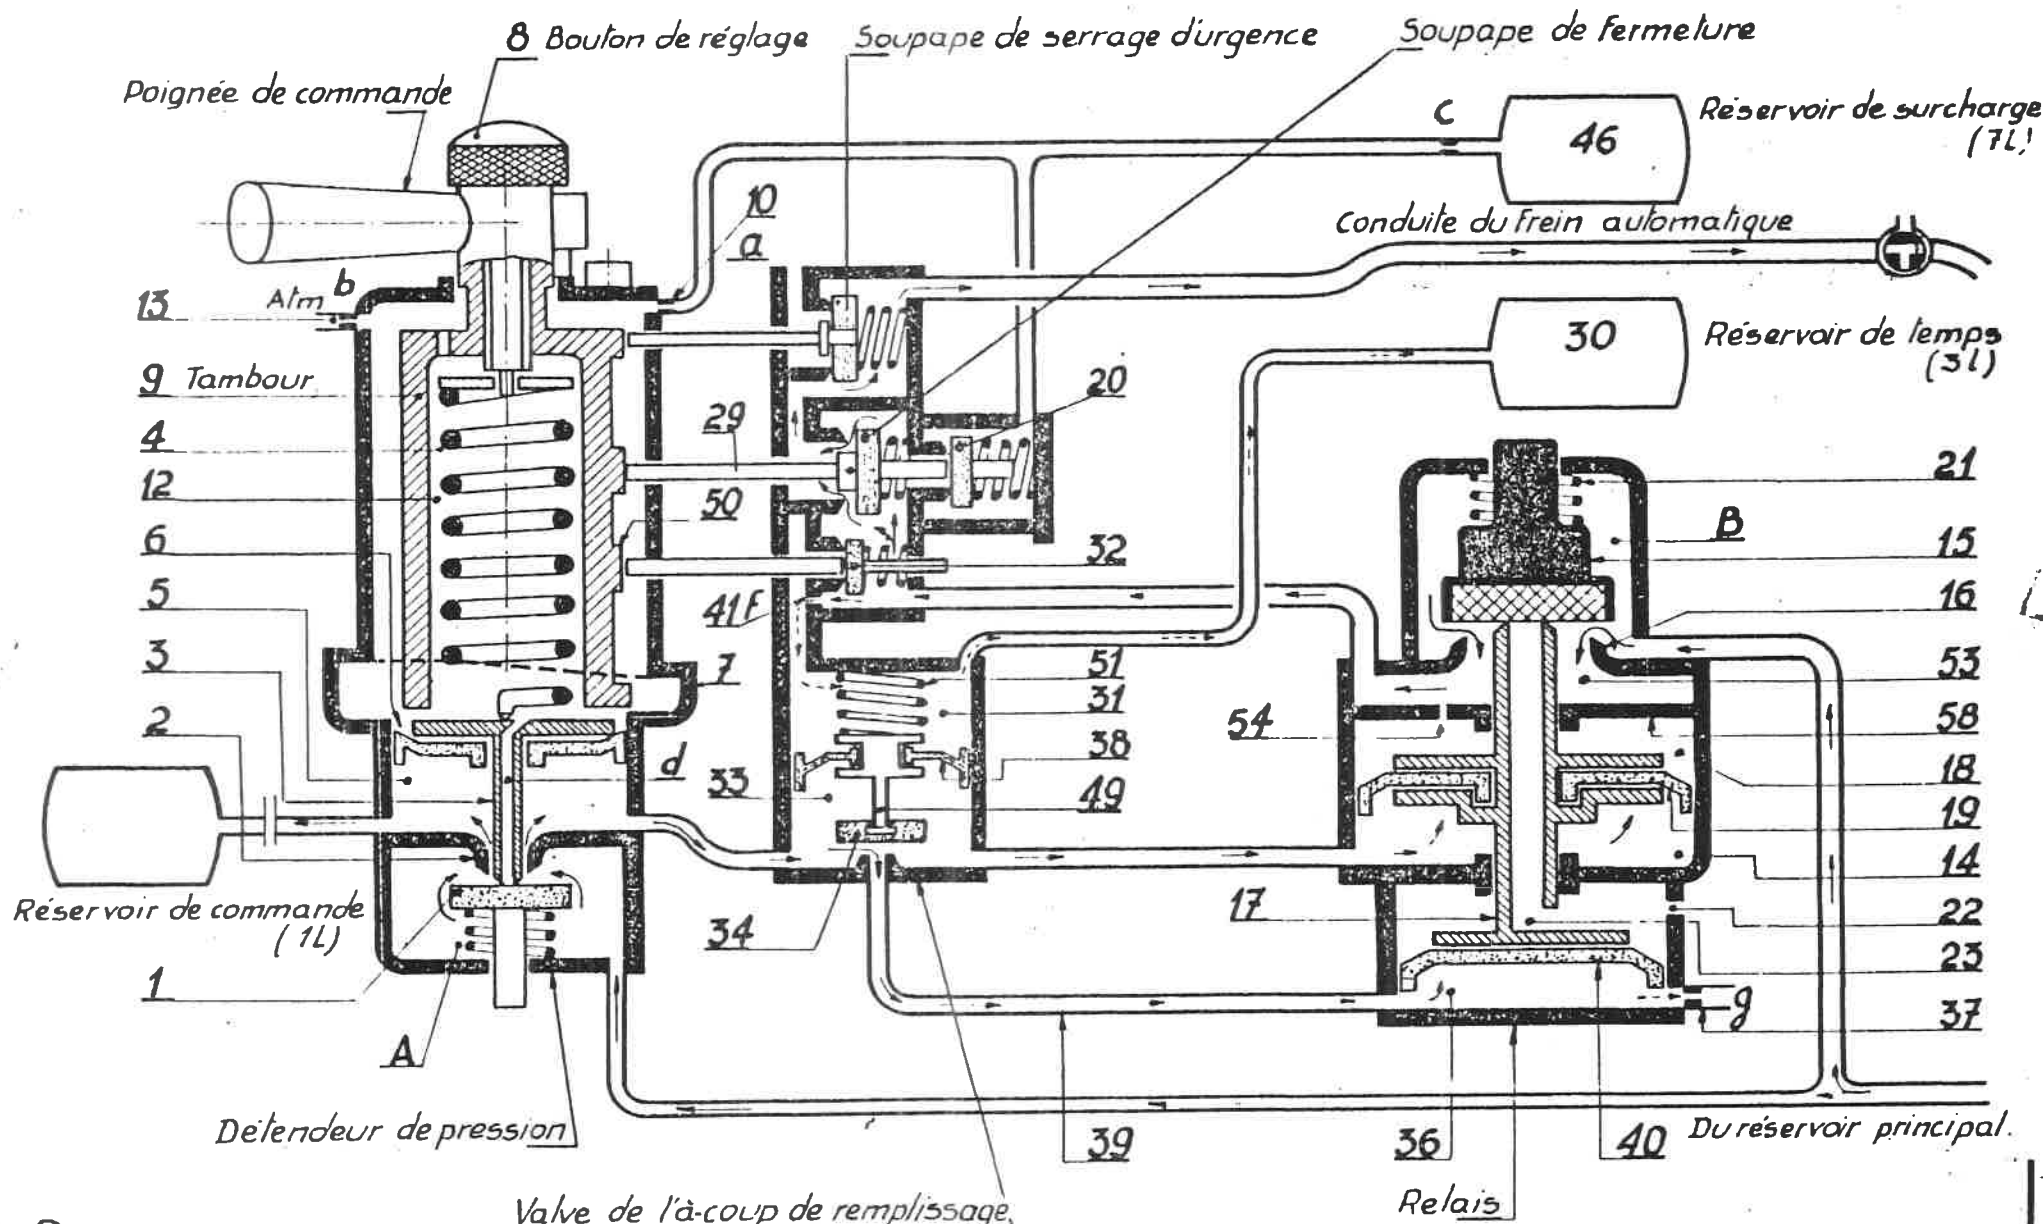 8 Bouton de réglage
Soupape de serrage d'urgence
Soupape de fermeture
Poignée de commande
c
46
Réservoir de surcharge
(7L)
10
a
Conduite du frein automatique
b
Atm
13
30
Réservoir de temps
(3l)
9 Tambour
20
4
29
12
50
21
B
6
32
15
5
41 f
16
3
7
51
53
2
31
54
58
38
d
33
49
18
19
14
Réservoir de commande
(1L)
34
17
22
1
23
g
37
A
Détendeur de pression
39
36
40
Du réservoir principal.
Valve de l'à-coup de remplissage.
Relais